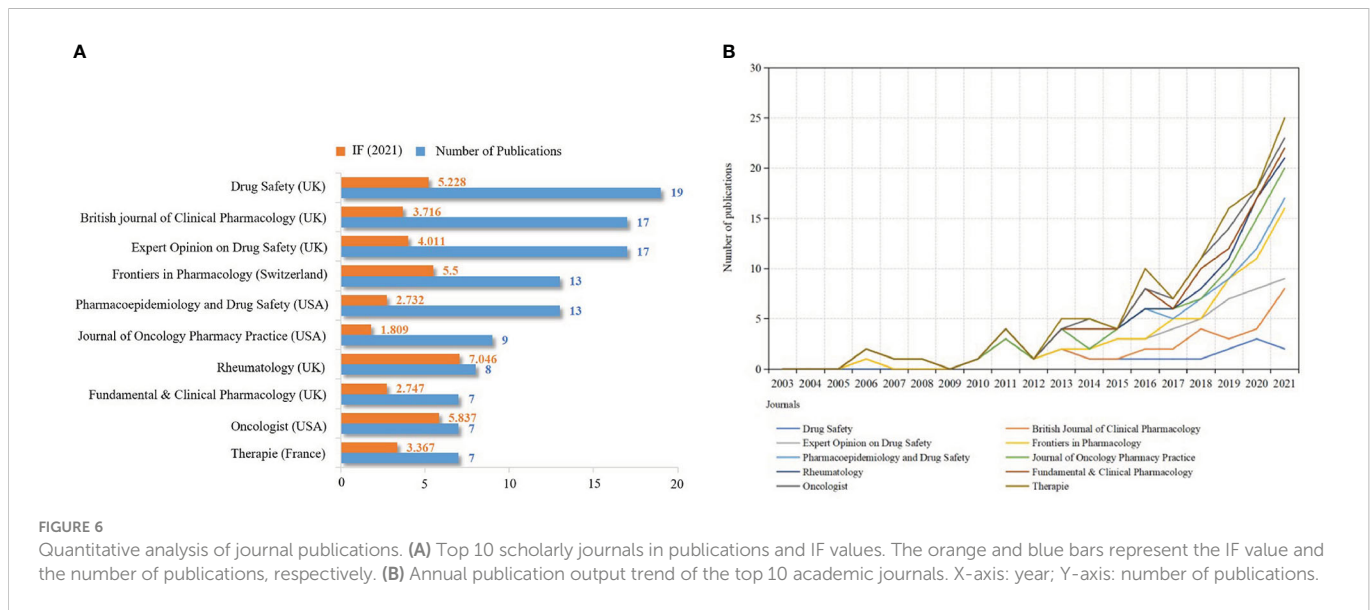 A
IF (2021) Number of Publications
Drug Safety (UK) 5.228 19
British journal of Clinical Pharmacology (UK) 3.716 17
Expert Opinion on Drug Safety (UK) 4.011 17
Frontiers in Pharmacology (Switzerland) 5.5 13
Pharmacoepidemiology and Drug Safety (USA) 2.732 13
Journal of Oncology Pharmacy Practice (USA) 1.809 9
Rheumatology (UK) 7.046 8
Fundamental & Clinical Pharmacology (UK) 2.747 7
Oncologist (USA) 5.837 7
Therapie (France) 3.367 7
0 5 10 15 20
B
Number of publications
30
25
20
15
10
5
0
2003 2004 2005 2006 2007 2008 2009 2010 2011 2012 2013 2014 2015 2016 2017 2018 2019 2020 2021
Journals
Drug Safety British Journal of Clinical Pharmacology
Expert Opinion on Drug Safety Frontiers in Pharmacology
Pharmacoepidemiology and Drug Safety Journal of Oncology Pharmacy Practice
Rheumatology Fundamental & Clinical Pharmacology
Oncologist Therapie
FIGURE 6
Quantitative analysis of journal publications. (A) Top 10 scholarly journals in publications and IF values. The orange and blue bars represent the IF value and
the number of publications, respectively. (B) Annual publication output trend of the top 10 academic journals. X-axis: year; Y-axis: number of publications.